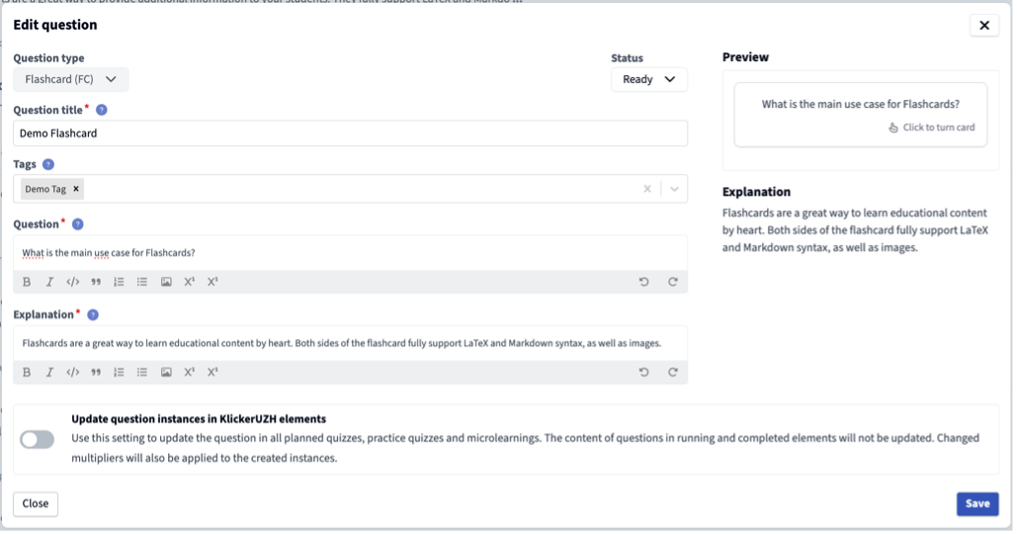 Edit question
Question type
Flashcard (FC)
Status
Ready
Question title*
Demo Flashcard
Tags
Demo Tag
Question*
What is the main use case for Flashcards?
Explanation*
Flashcards are a great way to learn educational content by heart. Both sides of the flashcard fully support LaTeX and Markdown syntax, as well as images.
Preview
What is the main use case for Flashcards?
Click to turn card
Explanation
Flashcards are a great way to learn educational content
by heart. Both sides of the flashcard fully support LaTeX
and Markdown syntax, as well as images.
Update question instances in KlickerUZH elements
Use this setting to update the question in all planned quizzes, practice quizzes and microlearnings. The content of questions in running and completed elements will not be updated. Changed
multipliers will also be applied to the created instances.
Close
Save